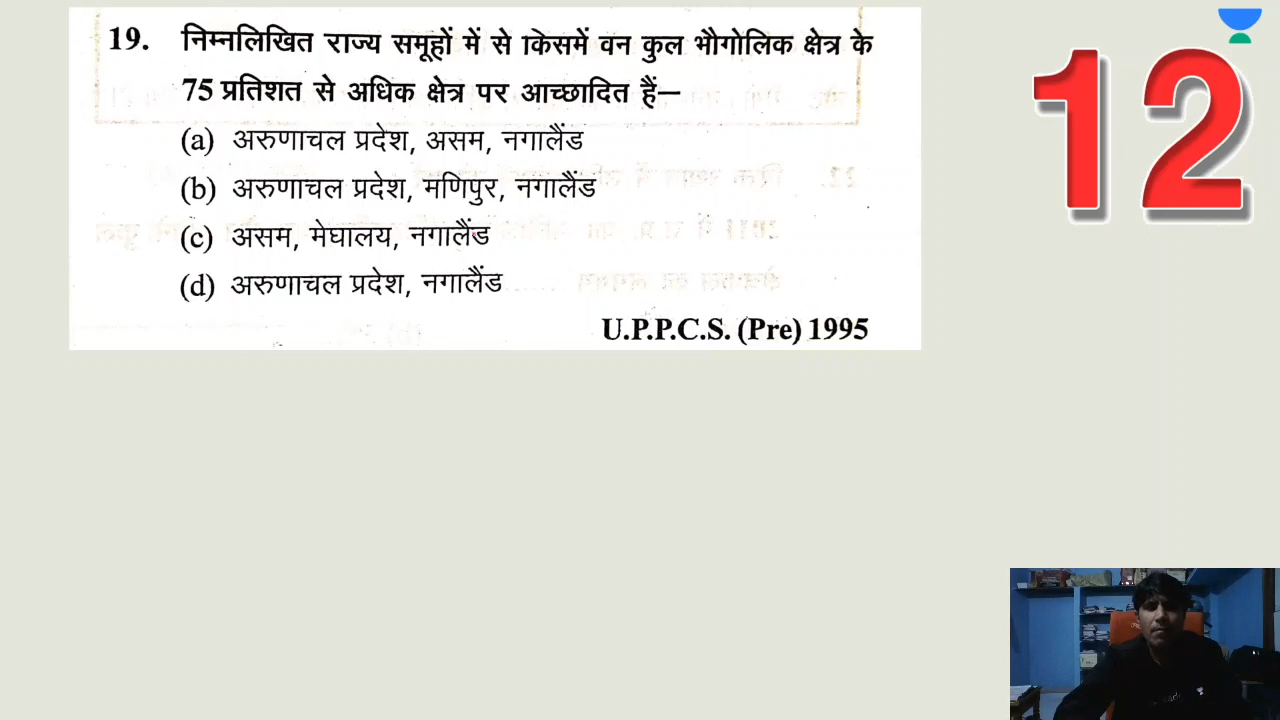 19. निम्नलिखित राज्य समूहों में से किसमें वन कुल भौगोलिक क्षेत्र के
75 प्रतिशत से अधिक क्षेत्र पर आच्छादित हैं—
(a) अरुणाचल प्रदेश, असम, नगालैंड
(b) अरुणाचल प्रदेश, मणिपुर, नगालैंड
(c) असम, मेघालय, नगालैंड
(d) अरुणाचल प्रदेश, नगालैंड
U.P.P.C.S. (Pre) 1995
12